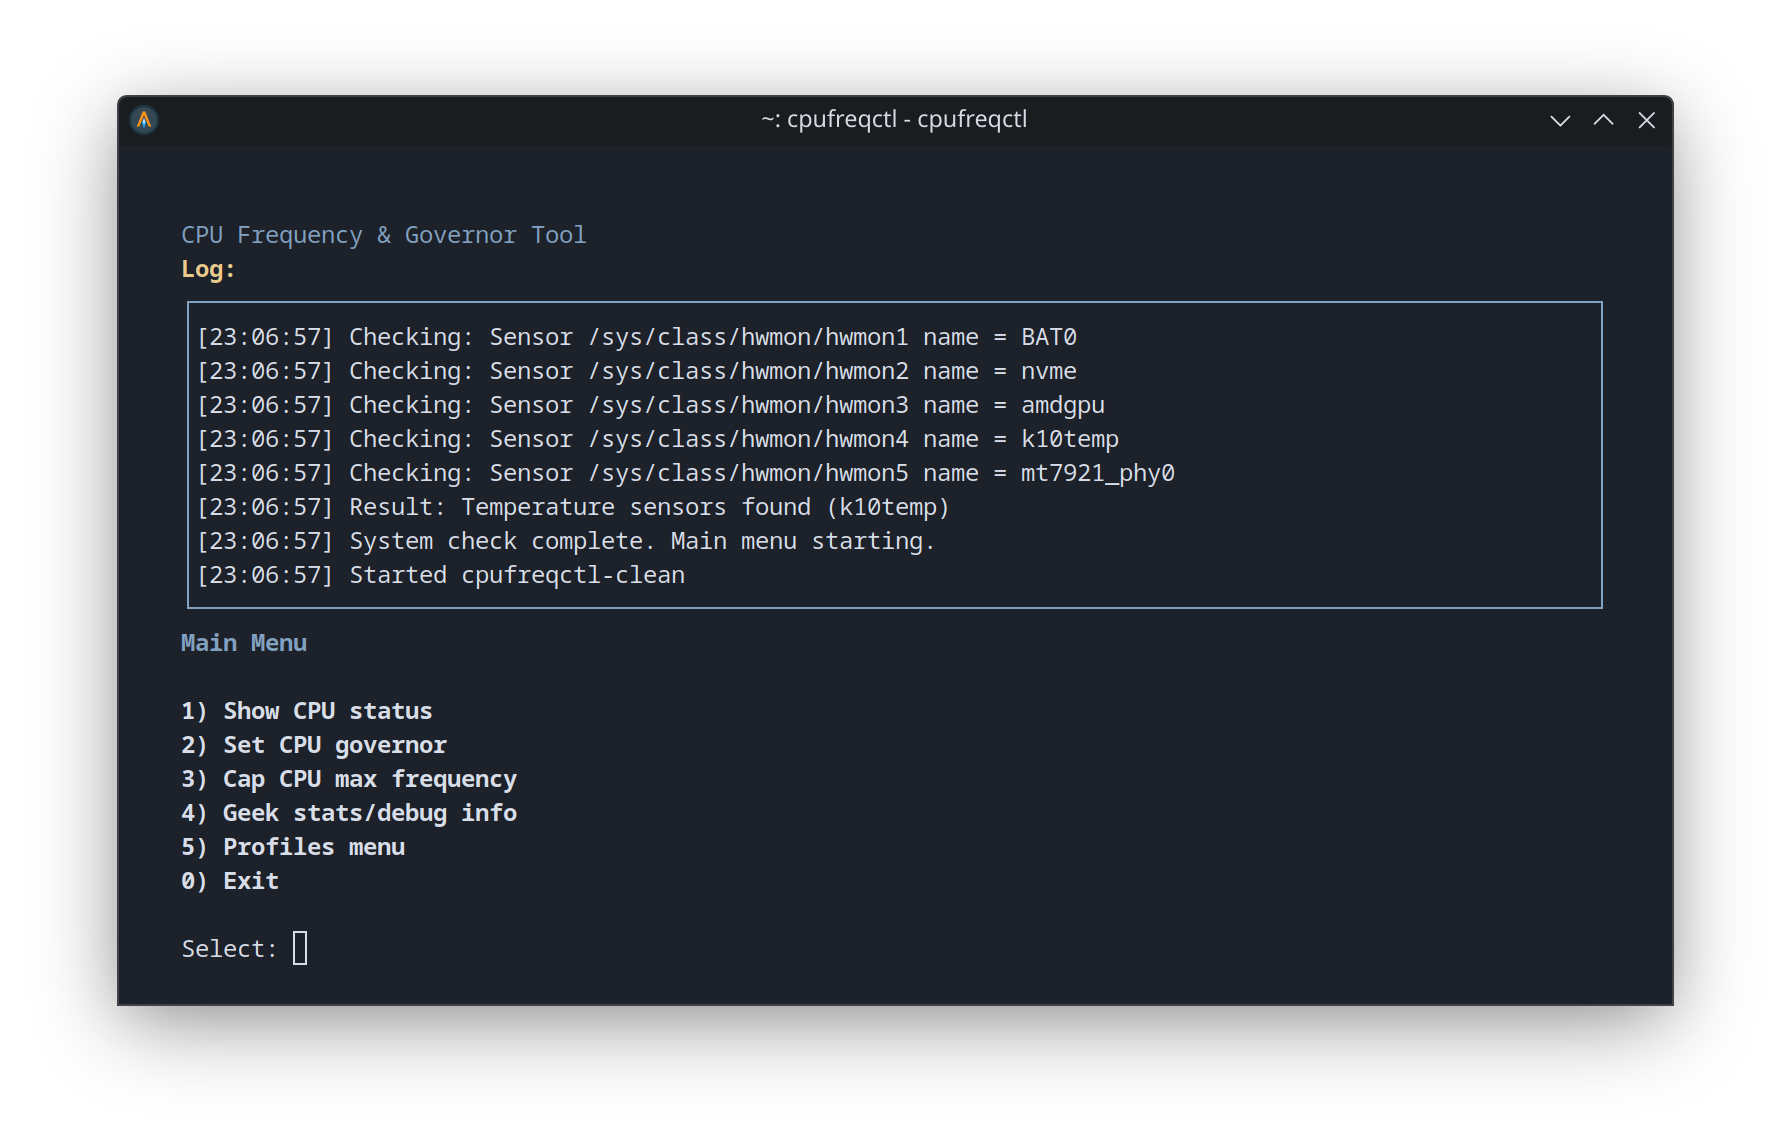 ~: cpufreqctl - cpufreqctl
CPU Frequency & Governor Tool
Log:
[23:06:57] Checking: Sensor /sys/class/hwmon/hwmon1 name = BAT0
[23:06:57] Checking: Sensor /sys/class/hwmon/hwmon2 name = nvme
[23:06:57] Checking: Sensor /sys/class/hwmon/hwmon3 name = amdgpu
[23:06:57] Checking: Sensor /sys/class/hwmon/hwmon4 name = k10temp
[23:06:57] Checking: Sensor /sys/class/hwmon/hwmon5 name = mt7921_phy0
[23:06:57] Result: Temperature sensors found (k10temp)
[23:06:57] System check complete. Main menu starting.
[23:06:57] Started cpufreqctl-clean
Main Menu
1) Show CPU status
2) Set CPU governor
3) Cap CPU max frequency
4) Geek stats/debug info
5) Profiles menu
0) Exit
Select: